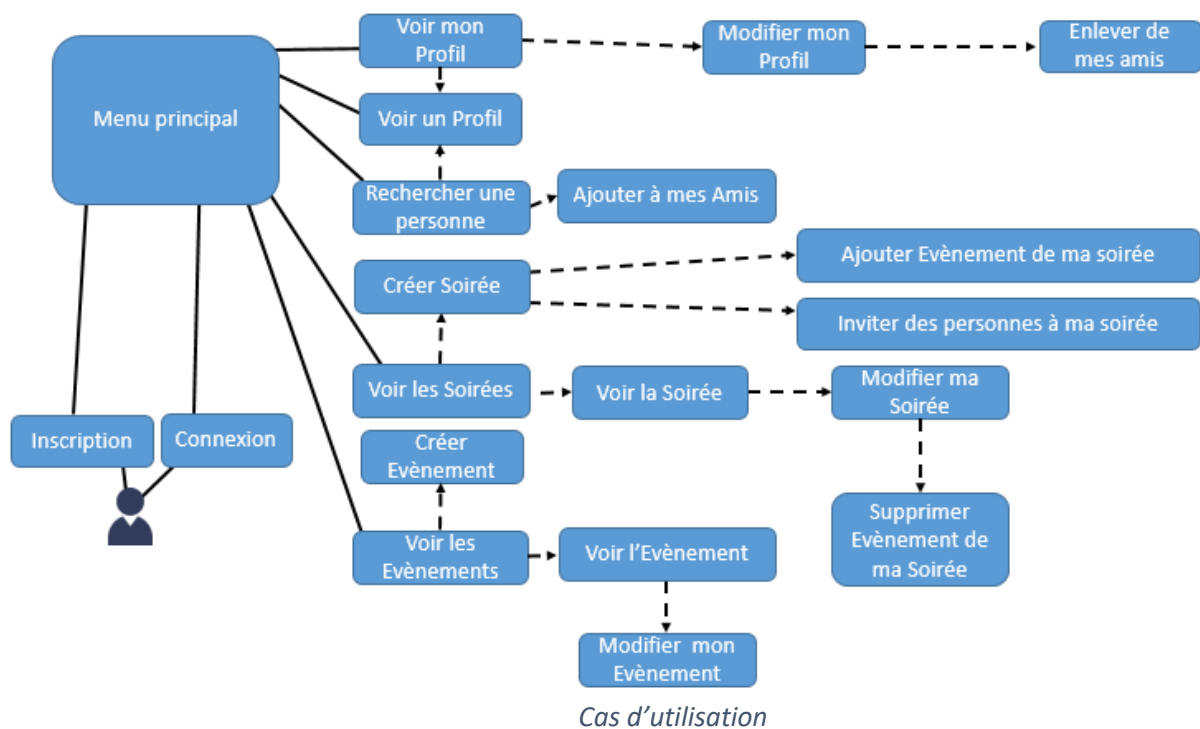 Voir mon
Profil
Modifier mon
Profil
Enlever de
mes amis
Menu principal
Voir un Profil
Rechercher une
personne
Ajouter à mes Amis
Créer Soirée
Ajouter Evènement de ma soirée
Inviter des personnes à ma soirée
Voir les Soirées
Voir la Soirée
Modifier ma
Soirée
Inscription
Connexion
Créer
Evènement
Supprimer
Evènement de
ma Soirée
Voir les
Evènements
Voir l’Evènement
Modifier mon
Evènement
Cas d’utilisation